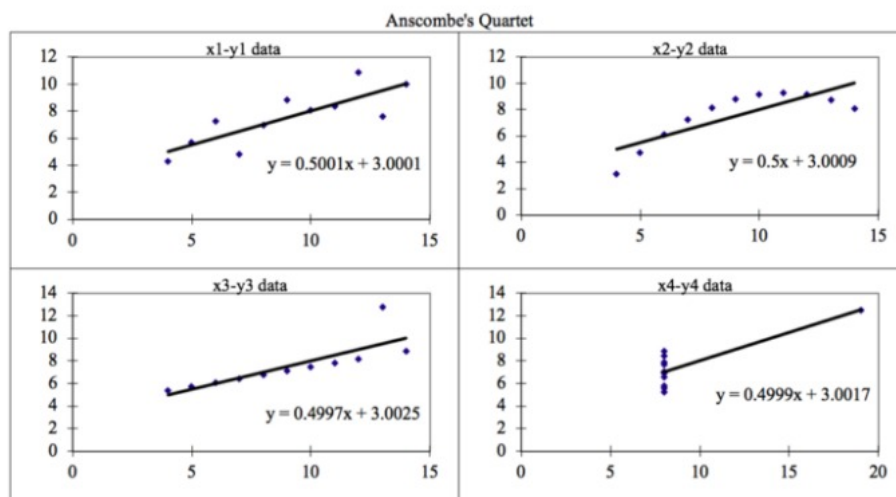 Anscombe's Quartet
x1-y1 data
12
10
8
6
4
2
0
0 5 10 15
y = 0.5001x + 3.0001
x2-y2 data
12
10
8
6
4
2
0
0 5 10 15
y = 0.5x + 3.0009
x3-y3 data
14
12
10
8
6
4
2
0
0 5 10 15
y = 0.4997x + 3.0025
x4-y4 data
14
12
10
8
6
4
2
0
0 5 10 15 20
y = 0.4999x + 3.0017